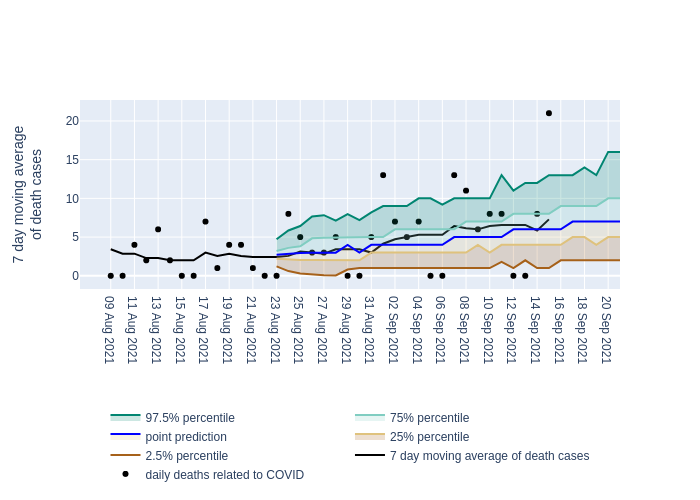 7 day moving average
of death cases
20
15
10
5
0
09 Aug 2021
11 Aug 2021
13 Aug 2021
15 Aug 2021
17 Aug 2021
19 Aug 2021
21 Aug 2021
23 Aug 2021
25 Aug 2021
27 Aug 2021
29 Aug 2021
31 Aug 2021
02 Sep 2021
04 Sep 2021
06 Sep 2021
08 Sep 2021
10 Sep 2021
12 Sep 2021
14 Sep 2021
16 Sep 2021
18 Sep 2021
20 Sep 2021
97.5% percentile
75% percentile
point prediction
25% percentile
2.5% percentile
7 day moving average of death cases
daily deaths related to COVID